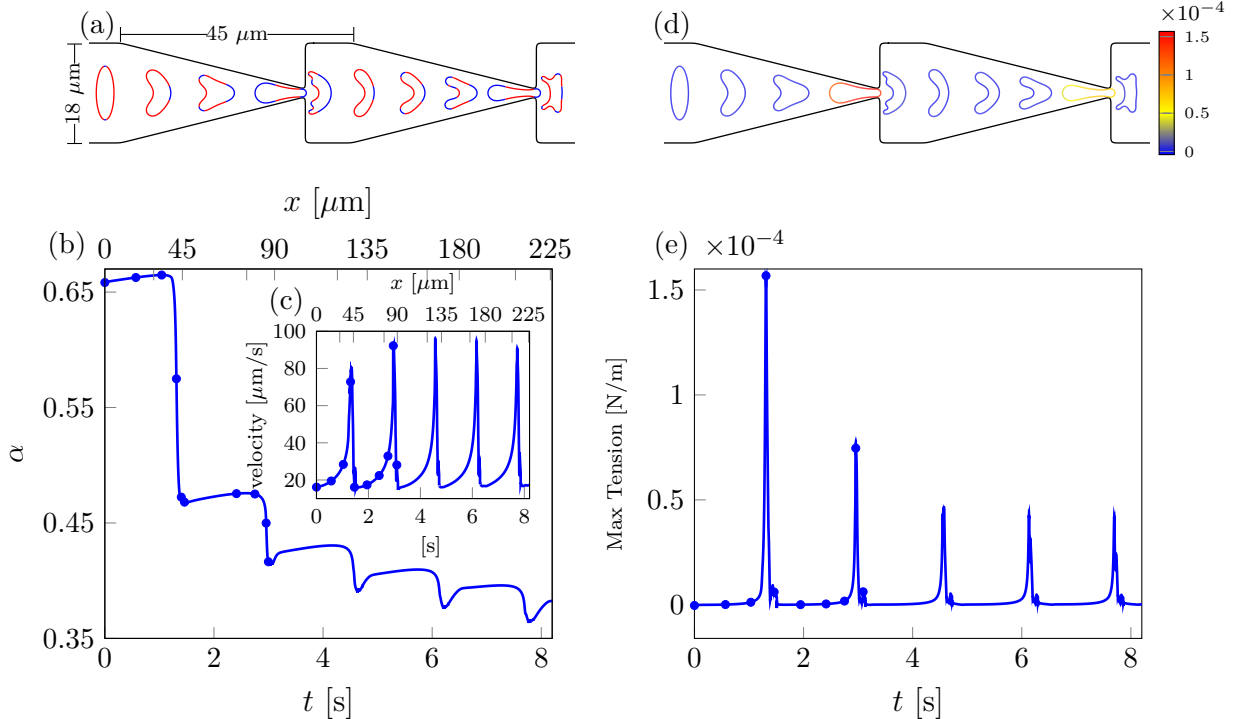 (a)
45 μm
18 μm
(d)
×10⁻⁴
1.5
1
0.5
0
x [μm]
(b)
0 45 90 135 180 225
0.65
0.55
0.45
0.35
α
0 2 4 6 8
t [s]
(c)
x [μm]
0 45 90 135 180 225
100
80
60
40
20
velocity [μm/s]
0 2 4 6 8
[s]
(e)
×10⁻⁴
1.5
1
0.5
0
Max Tension [N/m]
0 2 4 6 8
t [s]